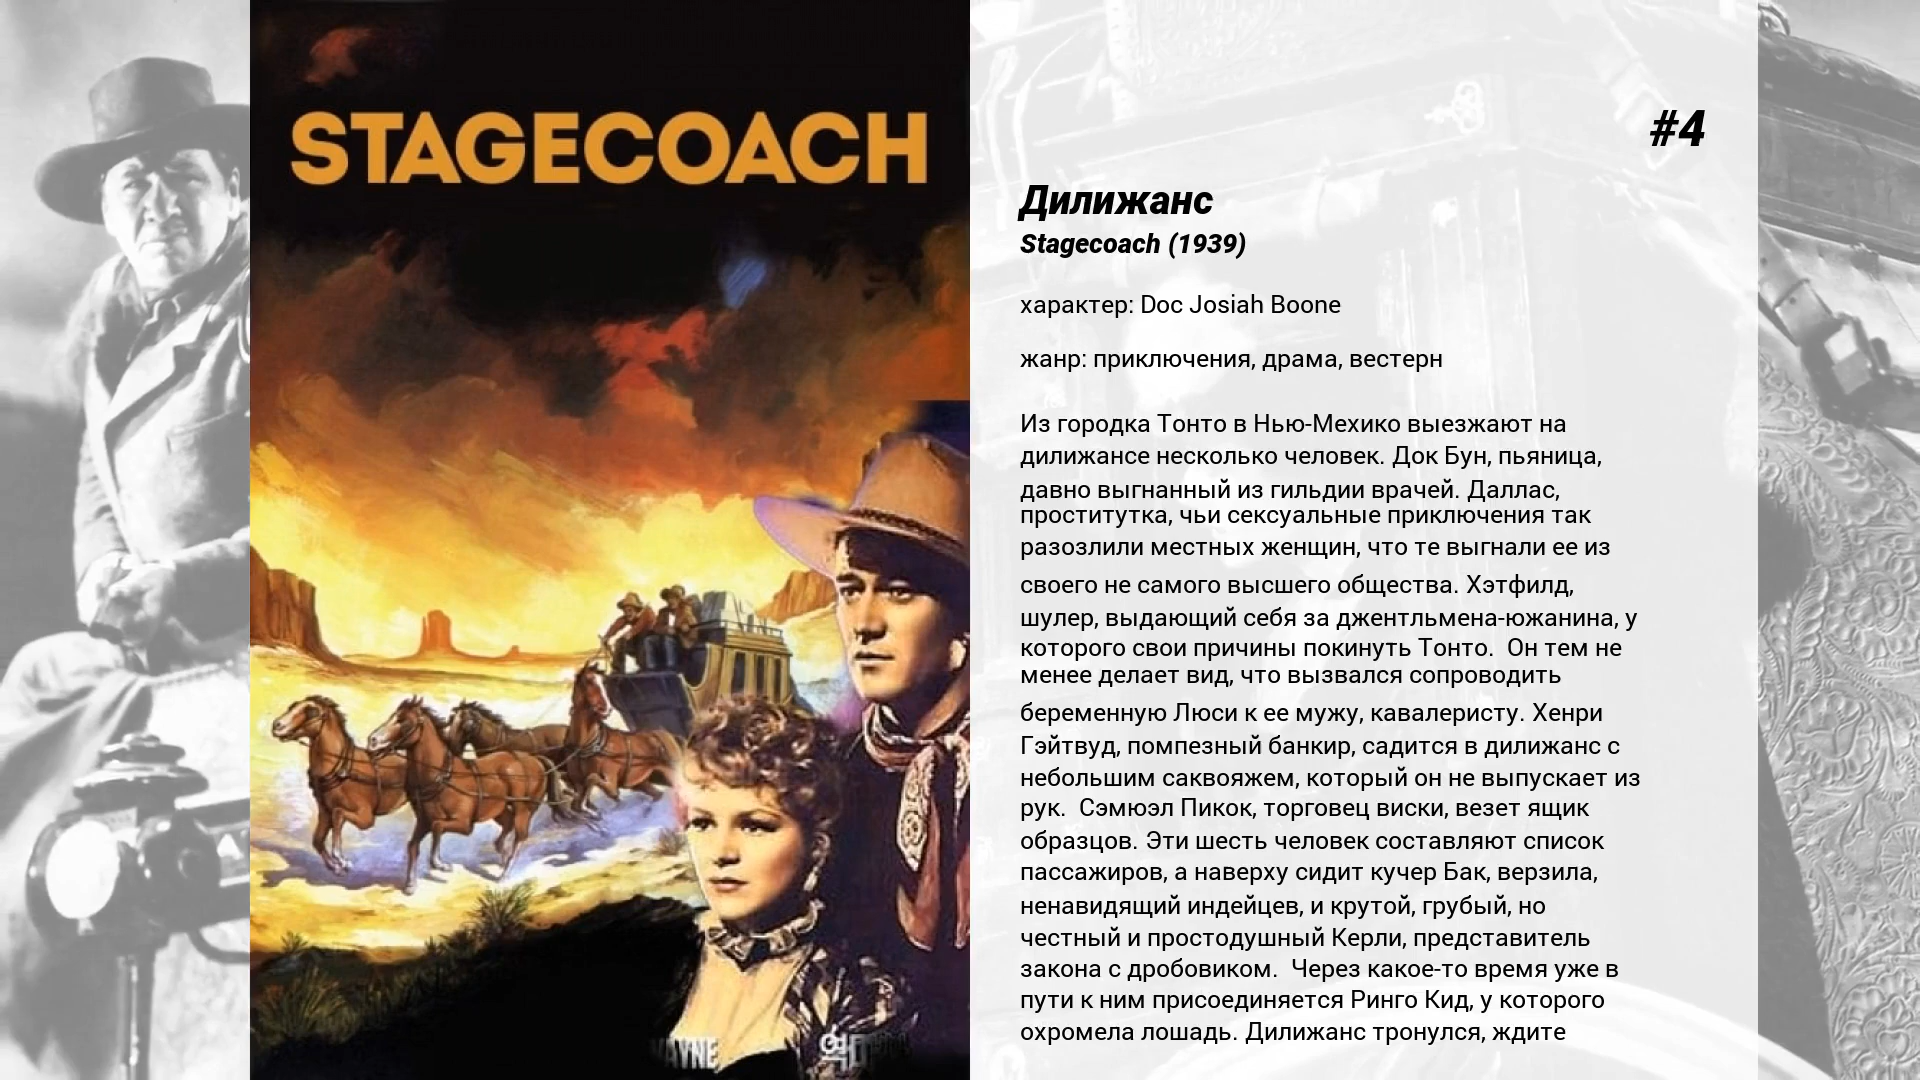 STAGECOACH
#4
Дилижанс
Stagecoach (1939)
характер: Doc Josiah Boone
жанр: приключения, драма, вестерн
Из городка Тонто в Нью-Мехико выезжают на
дилижансе несколько человек. Док Бун, пьяница,
давно выгнанный из гильдии врачей. Даллас,
проститутка, чьи сексуальные приключения так
разозлили местных женщин, что те выгнали ее из
своего не самого высшего общества. Хэтфилд,
шулер, выдающий себя за джентльмена-южанина, у
которого свои причины покинуть Тонто.  Он тем не
менее делает вид, что вызвался сопроводить
беременную Люси к ее мужу, кавалеристу. Хенри
Гэйтвуд, помпезный банкир, садится в дилижанс с
небольшим саквояжем, который он не выпускает из
рук.  Сэмюэл Пикок, торговец виски, везет ящик
образцов. Эти шесть человек составляют список
пассажиров, а наверху сидит кучер Бак, верзила,
ненавидящий индейцев, и крутой, грубый, но
честный и простодушный Керли, представитель
закона с дробовиком.  Через какое-то время уже в
пути к ним присоединяется Ринго Кид, у которого
охромела лошадь. Дилижанс тронулся, ждите